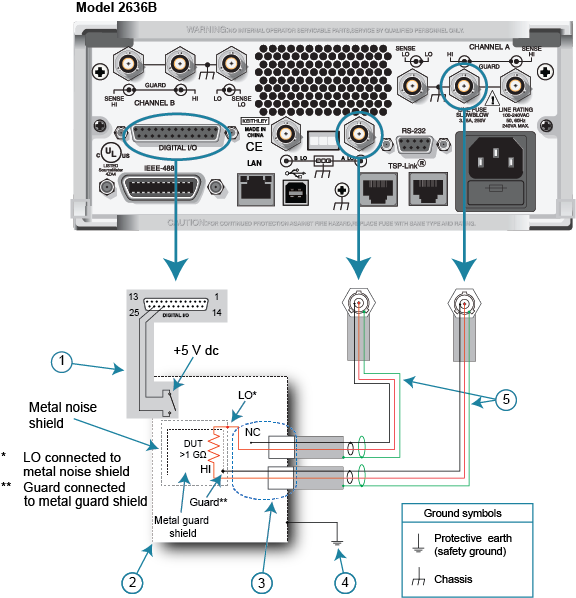 Model 2636B
WARNING: NO INTERNAL OPERATOR SERVICABLE PARTS, SERVICE BY QUALIFIED PERSONNEL ONLY.
SENSE LO
LO
HI
CHANNEL A
SENSE HI
GUARD
GUARD
SENSE HI
HI
LO
SENSE LO
CHANNEL B
LINE FUSE
SLOWBLOW
3.15A, 250V
LINE RATING
100-240VAC
50, 60Hz
240VA MAX.
DIGITAL I/O
KEITHLEY
MADE IN
CHINA
CE
RS-232
C UL US
LISTED
IEEE-488
LAN
B LO
A LO
TSP-Link®
CAUTION: FOR CONTINUED PROTECTION AGAINST FIRE HAZARD, REPLACE FUSE WITH SAME TYPE AND RATING.
13
1
25
14
DIGITAL I/O
1
+5 V dc
5
LO*
Metal noise
shield
NC
DUT
>1 GΩ
* LO connected to
metal noise shield
HI
** Guard connected
to metal guard shield
Guard**
Metal guard
shield
Ground symbols
Protective earth
(safety ground)
Chassis
2
3
4